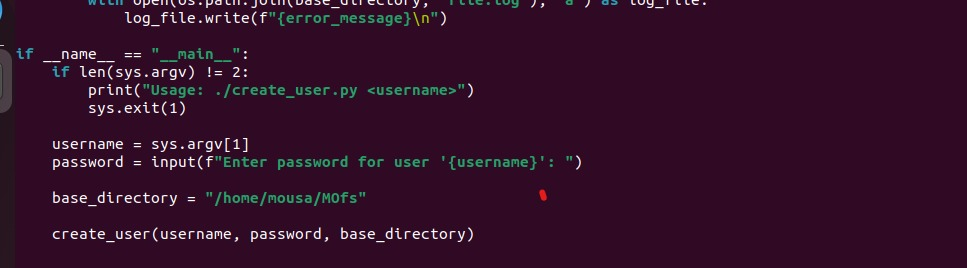 with open(os.path.join(base_directory, "file.log"), "a") as log_file:
log_file.write(f"{error_message}\n")
if __name__ == "__main__":
if len(sys.argv) != 2:
print("Usage: ./create_user.py <username>")
sys.exit(1)
username = sys.argv[1]
password = input(f"Enter password for user '{username}': ")
base_directory = "/home/mousa/MOfs"
create_user(username, password, base_directory)